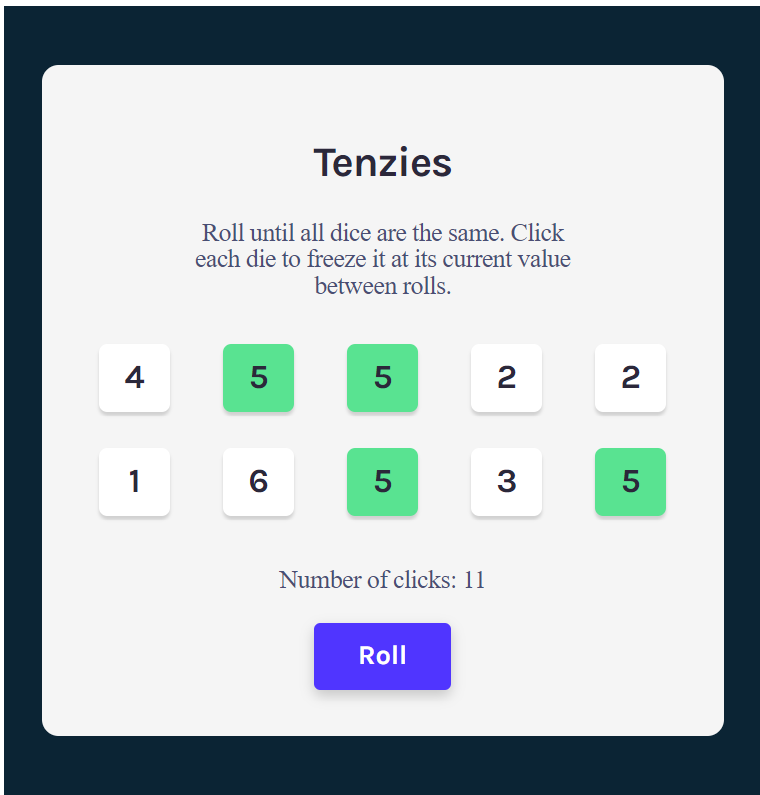 Tenzies
Roll until all dice are the same. Click
each die to freeze it at its current value
between rolls.
4 5 5 2 2
1 6 5 3 5
Number of clicks: 11
Roll